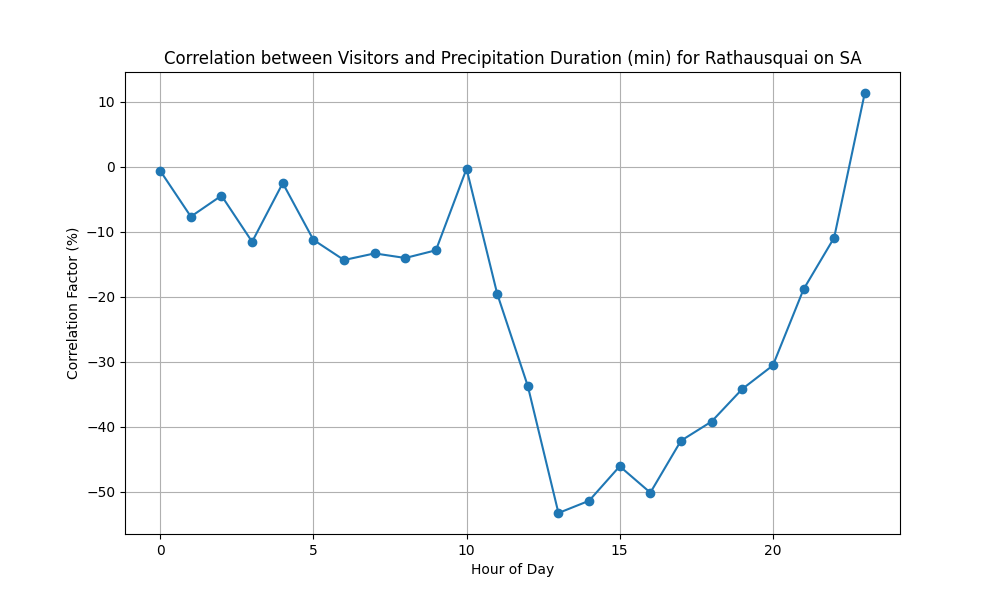 Correlation between Visitors and Precipitation Duration (min) for Rathausquai on SA
10
0
−10
−20
−30
−40
−50
Correlation Factor (%)
0 5 10 15 20
Hour of Day